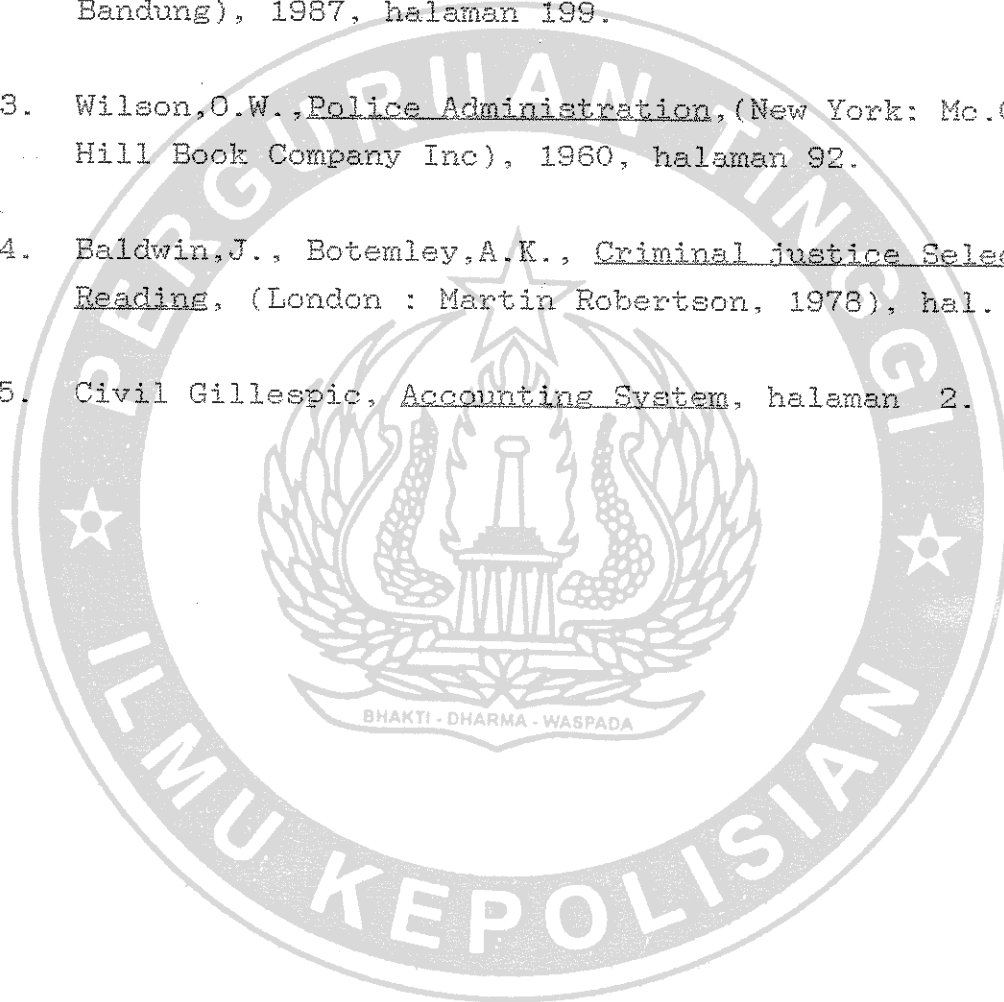 Bandung), 1987, halaman 199.
3. Wilson,O.W.,Police Administration,(New York: Mc.
Hill Book Company Inc), 1960, halaman 92.
4. Baldwin,J., Botemley,A.K., Criminal justice Selec
Reading, (London : Martin Robertson, 1978), hal.
5. Civil Gillespic, Accounting System, halaman 2.
PERGURUAN TINGGI
BHAKTI - DHARMA - WASPADA
ILMU KEPOLISIAN